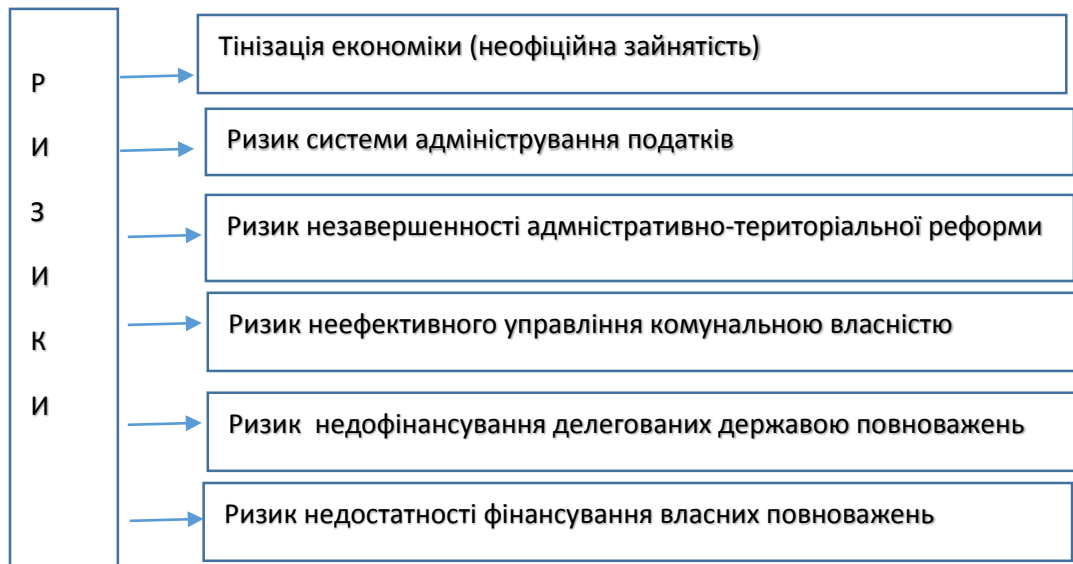 РИЗИКИ
Тінізація економіки (неофіційна зайнятість)
Ризик системи адміністрування податків
Ризик незавершенності адмністративно-територіальної реформи
Ризик неефективного управління комунальною власністю
Ризик недофінансування делегованих державою повноважень
Ризик недостатності фінансування власних повноважень